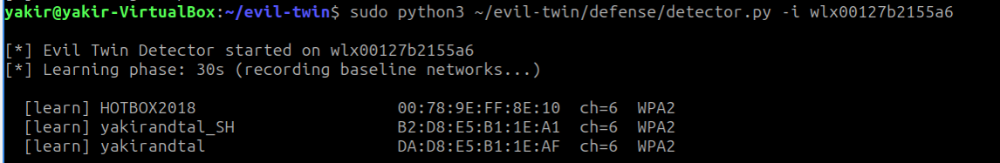 yakir@yakir-VirtualBox:~/evil-twin$ sudo python3 ~/evil-twin/defense/detector.py -i wlx00127b2155a6
[*] Evil Twin Detector started on wlx00127b2155a6
[*] Learning phase: 30s (recording baseline networks...)
[learn] HOTBOX2018 00:78:9E:FF:8E:10 ch=6 WPA2
[learn] yakirandtal_SH B2:D8:E5:B1:1E:A1 ch=6 WPA2
[learn] yakirandtal DA:D8:E5:B1:1E:AF ch=6 WPA2